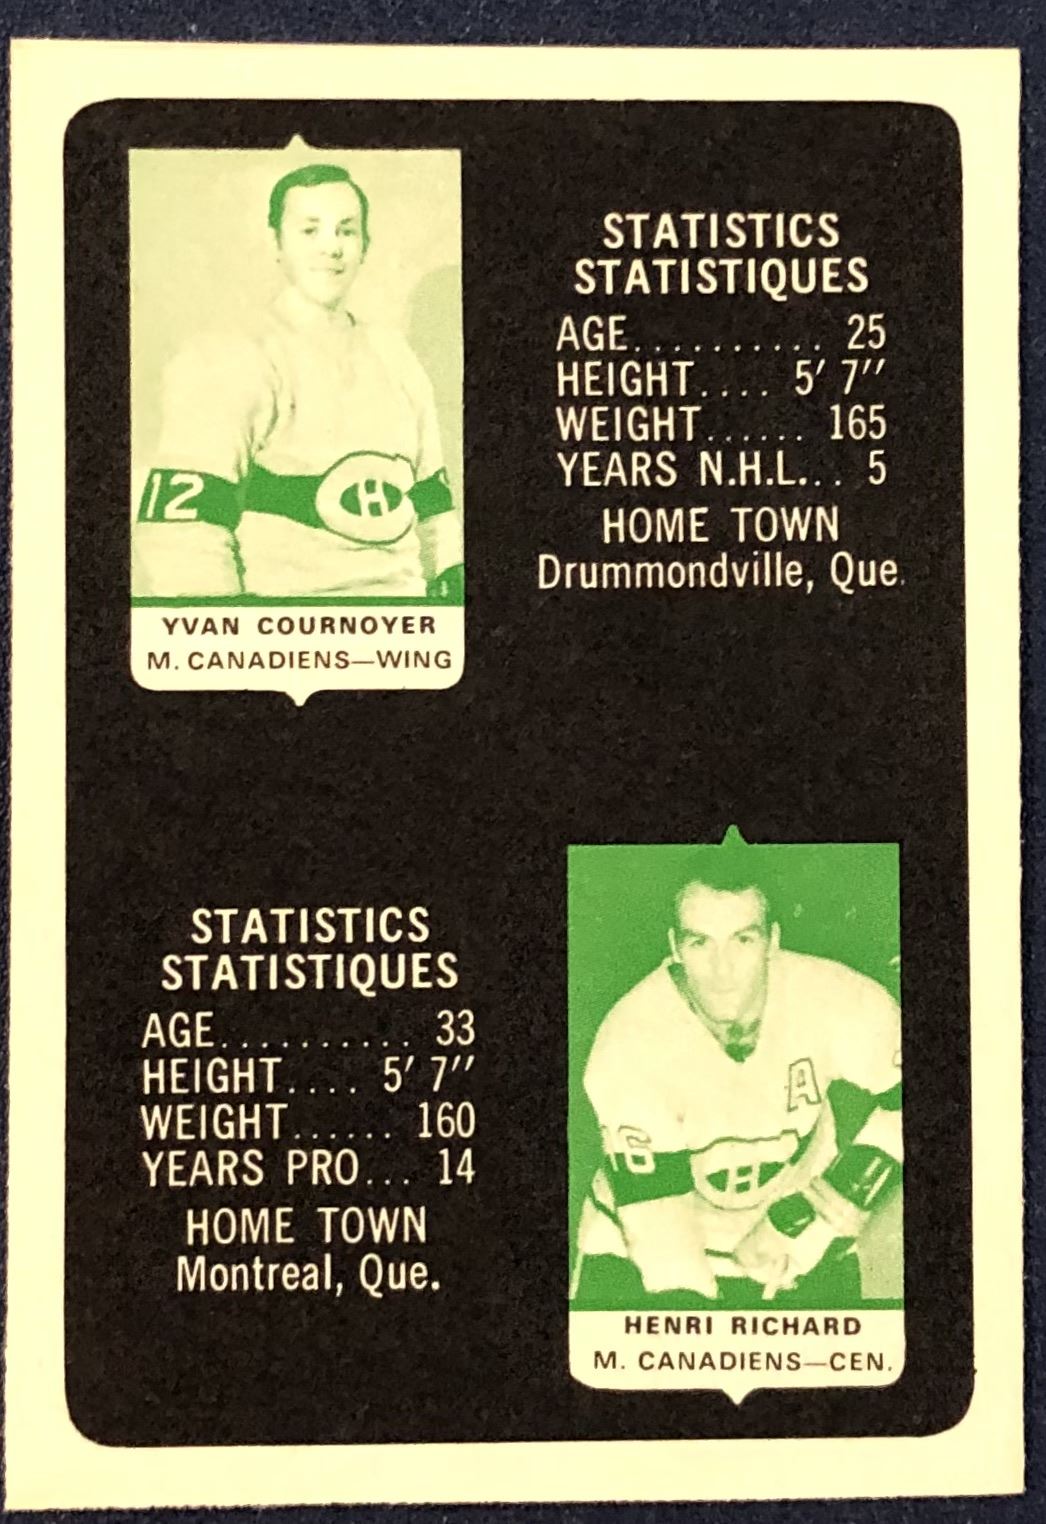 12
CH
YVAN COURNOYER
M. CANADIENS—WING
STATISTICS
STATISTIQUES
AGE.......... 25
HEIGHT.... 5' 7"
WEIGHT...... 165
YEARS N.H.L... 5
HOME TOWN
Drummondville, Que.
STATISTICS
STATISTIQUES
AGE.......... 33
HEIGHT.... 5' 7"
WEIGHT...... 160
YEARS PRO... 14
HOME TOWN
Montreal, Que.
A
16
CH
HENRI RICHARD
M. CANADIENS—CEN.